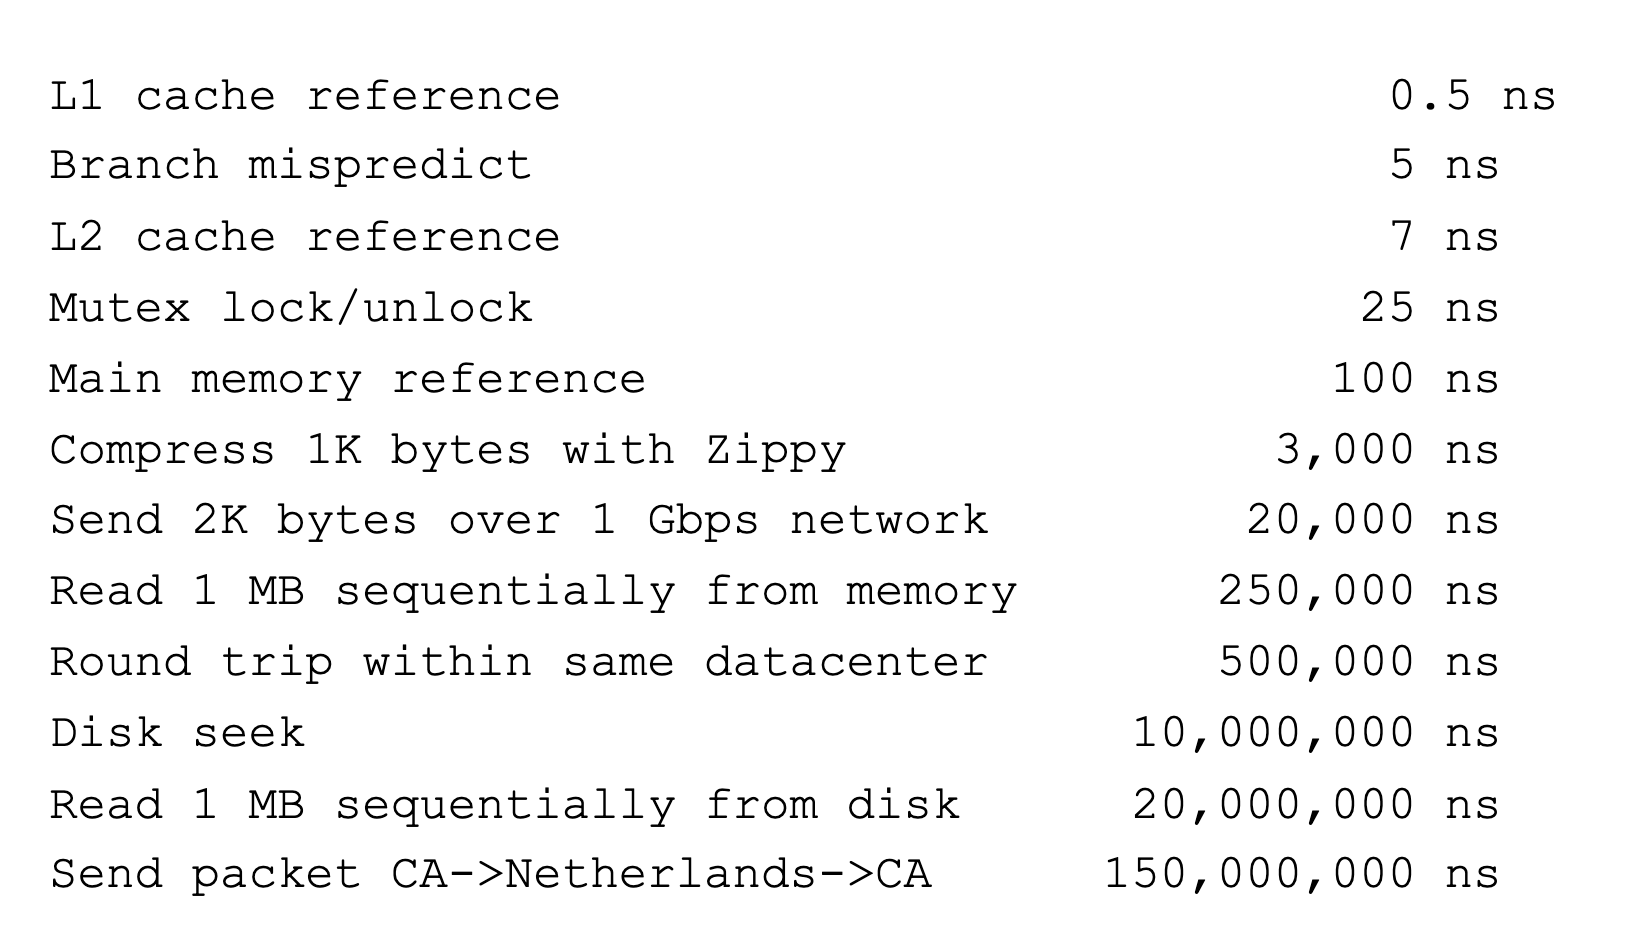 L1 cache reference 0.5 ns
Branch mispredict 5 ns
L2 cache reference 7 ns
Mutex lock/unlock 25 ns
Main memory reference 100 ns
Compress 1K bytes with Zippy 3,000 ns
Send 2K bytes over 1 Gbps network 20,000 ns
Read 1 MB sequentially from memory 250,000 ns
Round trip within same datacenter 500,000 ns
Disk seek 10,000,000 ns
Read 1 MB sequentially from disk 20,000,000 ns
Send packet CA->Netherlands->CA 150,000,000 ns